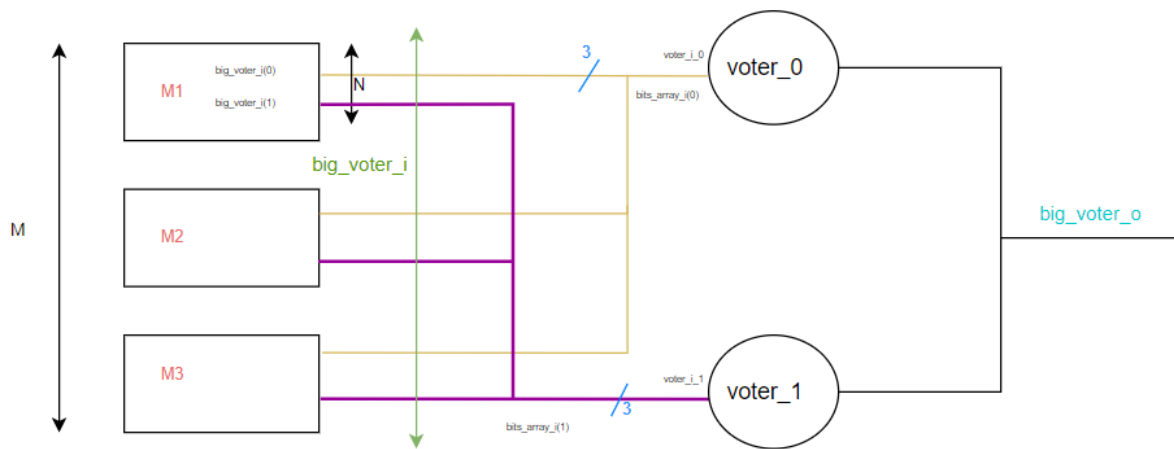 3
voter_i_0
voter_0
big_voter_i(0)
M1
N
bits_array_i(0)
big_voter_i(1)
big_voter_i
M
M2
big_voter_o
M3
voter_i_1
voter_1
3
bits_array_i(1)